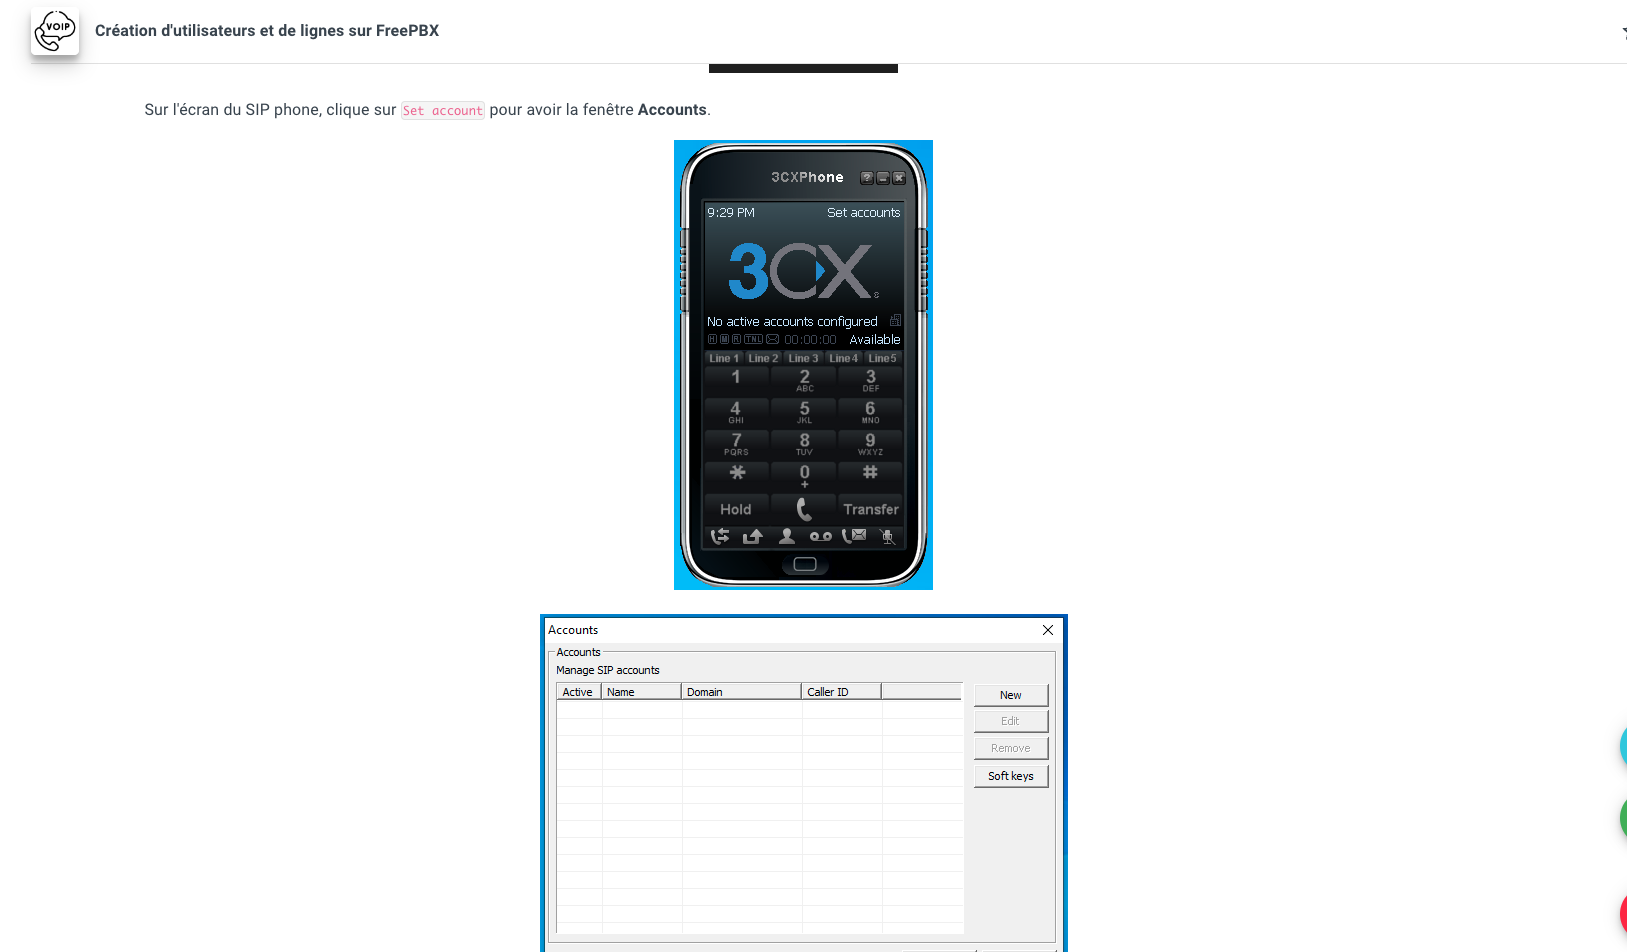 VOIP
Création d'utilisateurs et de lignes sur FreePBX
Sur l'écran du SIP phone, clique sur Set account pour avoir la fenêtre Accounts.
3CXPhone
9:29 PM Set accounts
3CX
No active accounts configured
H M R TNL 00:00:00 Available
Line 1 Line 2 Line 3 Line 4 Line 5
1 2 3
ABC DEF
4 5 6
GHI JKL MNO
7 8 9
PQRS TUV WXYZ
* 0 #
+
Hold Transfer
Accounts
Accounts
Manage SIP accounts
Active Name Domain Caller ID
New
Edit
Remove
Soft keys